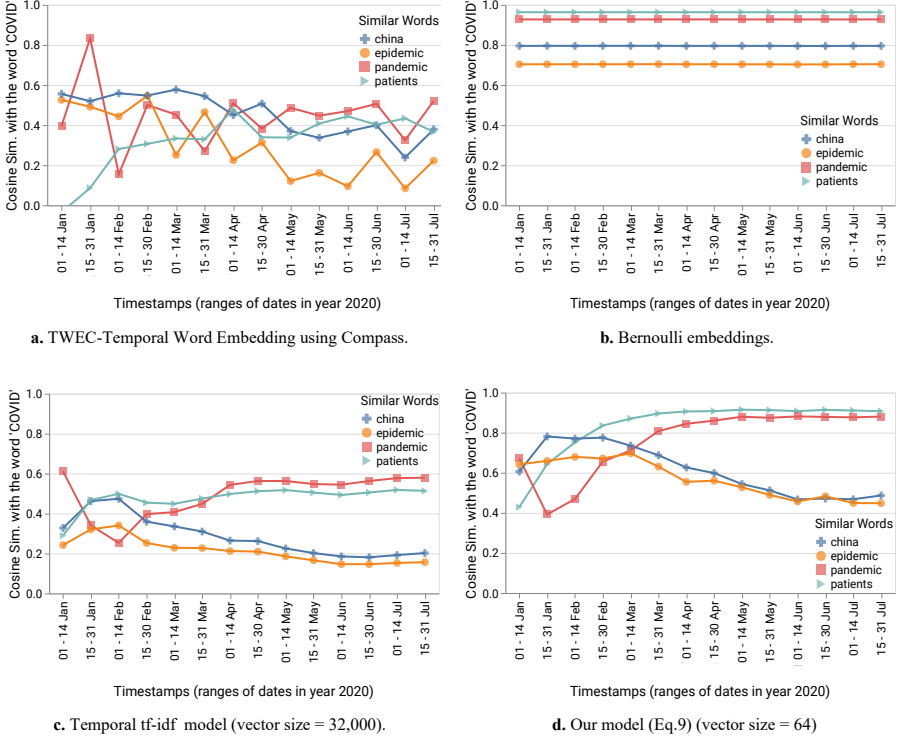 Cosine Sim. with the word 'COVID'
1.0
0.8
0.6
0.4
0.2
0.0
Similar Words
china
epidemic
pandemic
patients
01 - 14 Jan
15 - 31 Jan
01 - 14 Feb
15 - 30 Feb
01 - 14 Mar
15 - 31 Mar
01 - 14 Apr
15 - 30 Apr
01 - 14 May
15 - 31 May
01 - 14 Jun
15 - 30 Jun
01 - 14 Jul
15 - 31 Jul
Timestamps (ranges of dates in year 2020)
a. TWEC-Temporal Word Embedding using Compass.
Cosine Sim. with the word 'COVID'
1.0
0.8
0.6
0.4
0.2
0.0
Similar Words
china
epidemic
pandemic
patients
01 - 14 Jan
15 - 31 Jan
01 - 14 Feb
15 - 30 Feb
01 - 14 Mar
15 - 31 Mar
01 - 14 Apr
15 - 30 Apr
01 - 14 May
15 - 31 May
01 - 14 Jun
15 - 30 Jun
01 - 14 Jul
15 - 31 Jul
Timestamps (ranges of dates in year 2020)
b. Bernoulli embeddings.
Cosine Sim. with the word 'COVID'
1.0
0.8
0.6
0.4
0.2
0.0
Similar Words
china
epidemic
pandemic
patients
01 - 14 Jan
15 - 31 Jan
01 - 14 Feb
15 - 30 Feb
01 - 14 Mar
15 - 31 Mar
01 - 14 Apr
15 - 30 Apr
01 - 14 May
15 - 31 May
01 - 14 Jun
15 - 30 Jun
01 - 14 Jul
15 - 31 Jul
Timestamps (ranges of dates in year 2020)
c. Temporal tf-idf model (vector size = 32,000).
Cosine Sim. with the word 'COVID'
1.0
0.8
0.6
0.4
0.2
0.0
Similar Words
china
epidemic
pandemic
patients
01 - 14 Jan
15 - 31 Jan
01 - 14 Feb
15 - 30 Feb
01 - 14 Mar
15 - 31 Mar
01 - 14 Apr
15 - 30 Apr
01 - 14 May
15 - 31 May
01 - 14 Jun
15 - 30 Jun
01 - 14 Jul
15 - 31 Jul
Timestamps (ranges of dates in year 2020)
d. Our model (Eq.9) (vector size = 64)